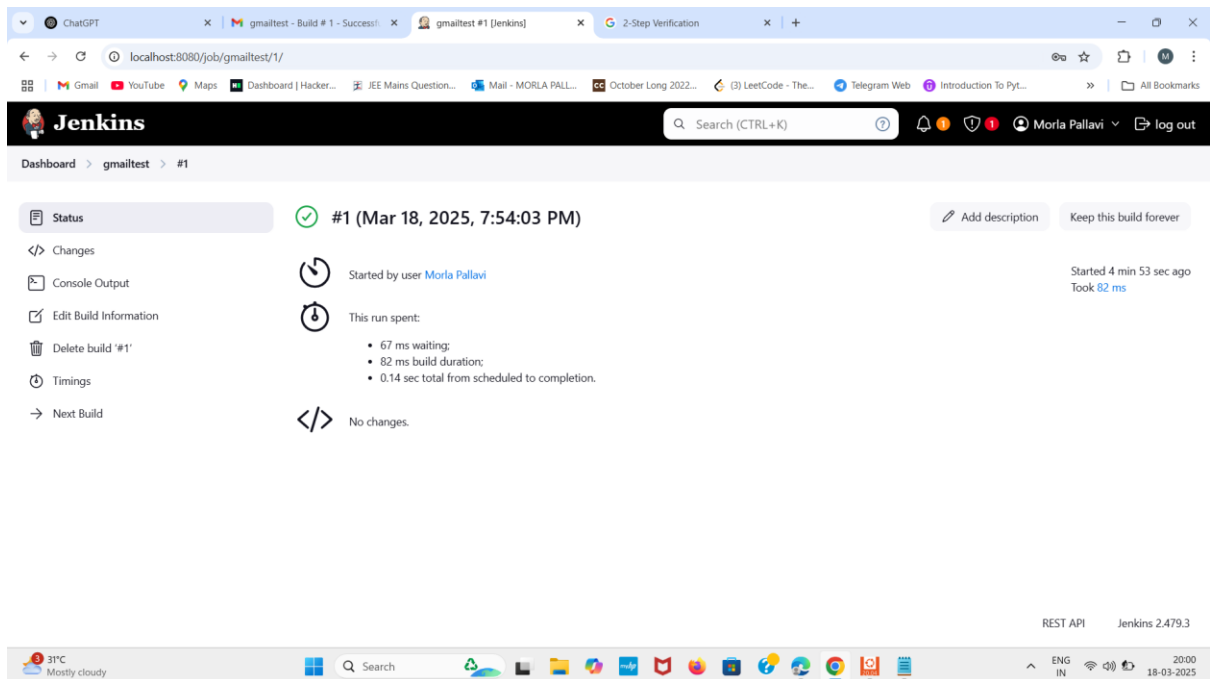 ChatGPT
gmailtest - Build # 1 - Successf
gmailtest #1 [Jenkins]
2-Step Verification
localhost:8080/job/gmailtest/1/
M
Gmail YouTube Maps Dashboard | Hacker... JEE Mains Question... Mail - MORLA PALL... October Long 2022... (3) LeetCode - The... Telegram Web Introduction To Pyt... » All Bookmarks
Jenkins
Search (CTRL+K)
1
1
Morla Pallavi
log out
Dashboard > gmailtest > #1
Status
Changes
Console Output
Edit Build Information
Delete build '#1'
Timings
Next Build
#1 (Mar 18, 2025, 7:54:03 PM)
Add description
Keep this build forever
Started by user Morla Pallavi
Started 4 min 53 sec ago
Took 82 ms
This run spent:
• 67 ms waiting;
• 82 ms build duration;
• 0.14 sec total from scheduled to completion.
No changes.
REST API Jenkins 2.479.3
3
31°C
Mostly cloudy
Search
ENG
IN
20:00
18-03-2025